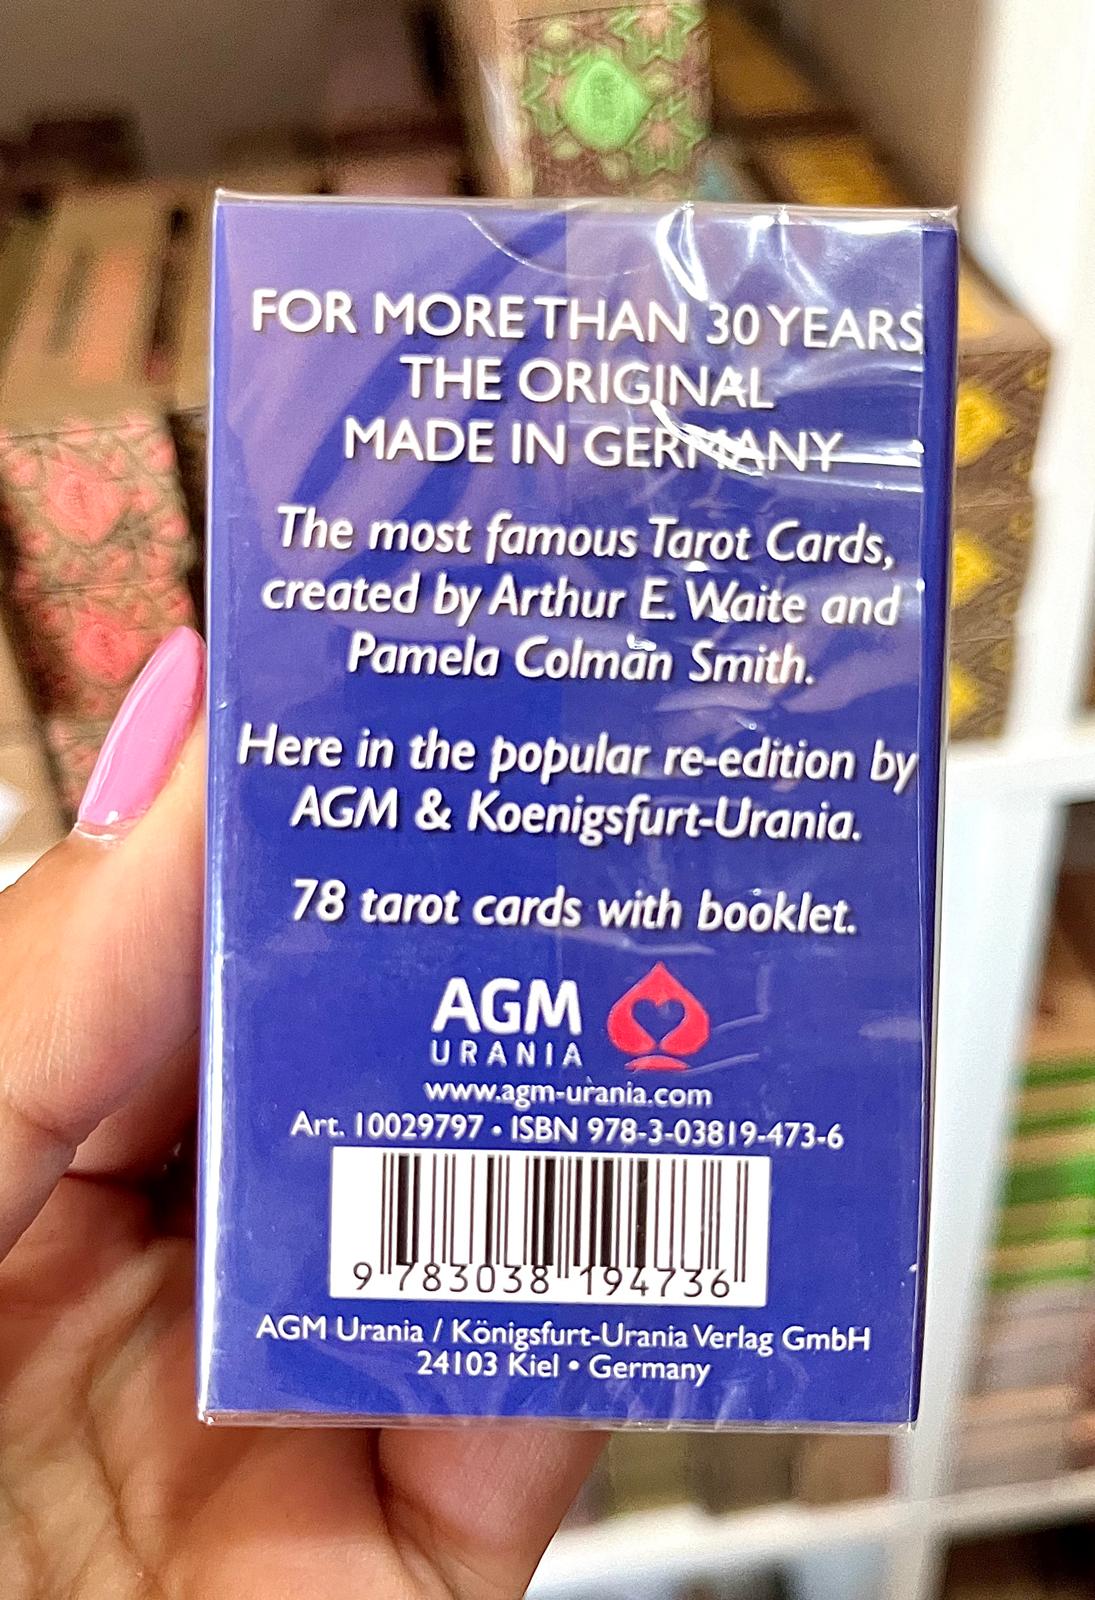 FOR MORE THAN 30 YEARS
THE ORIGINAL
MADE IN GERMANY
The most famous Tarot Cards,
created by Arthur E. Waite and
Pamela Colman Smith.
Here in the popular re-edition by
AGM & Koenigsfurt-Urania.
78 tarot cards with booklet.
AGM
URANIA
www.agm-urania.com
Art. 10029797 • ISBN 978-3-03819-473-6
9 783038 194736
AGM Urania / Königsfurt-Urania Verlag GmbH
24103 Kiel • Germany